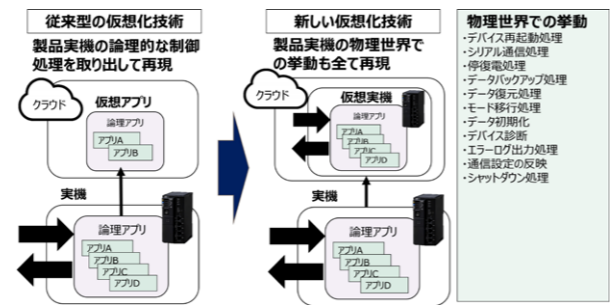 従来型の仮想化技術
製品実機の論理的な制御
処理を取り出して再現
クラウド
仮想アプリ
論理アプリ
アプリA
アプリB
実機
論理アプリ
アプリA
アプリB
アプリC
アプリD
新しい仮想化技術
製品実機の物理世界で
の挙動も全て再現
クラウド
仮想実機
論理アプリ
アプリA
アプリB
アプリC
アプリD
実機
論理アプリ
アプリA
アプリB
アプリC
アプリD
物理世界での挙動
・デバイス再起動処理
・シリアル通信処理
・停復電処理
・データバックアップ処理
・データ復元処理
・モード移行処理
・データ初期化
・デバイス診断
・エラーログ出力処理
・通信設定の反映
・シャットダウン処理